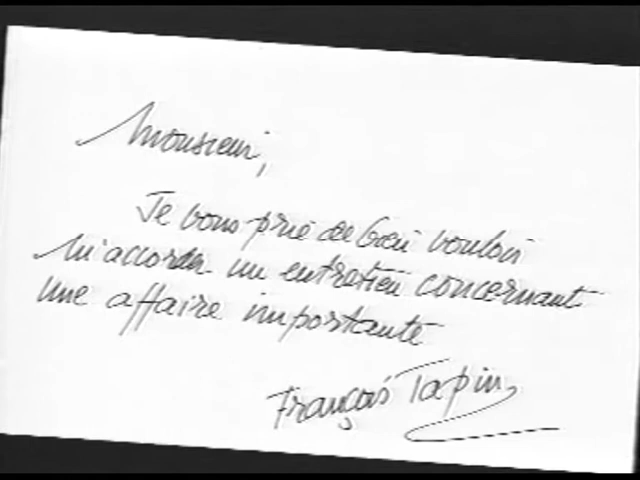 Monsieur,
Je vous prie de bien vouloir
m'accorder un entretien concernant
une affaire importante
François Tapin